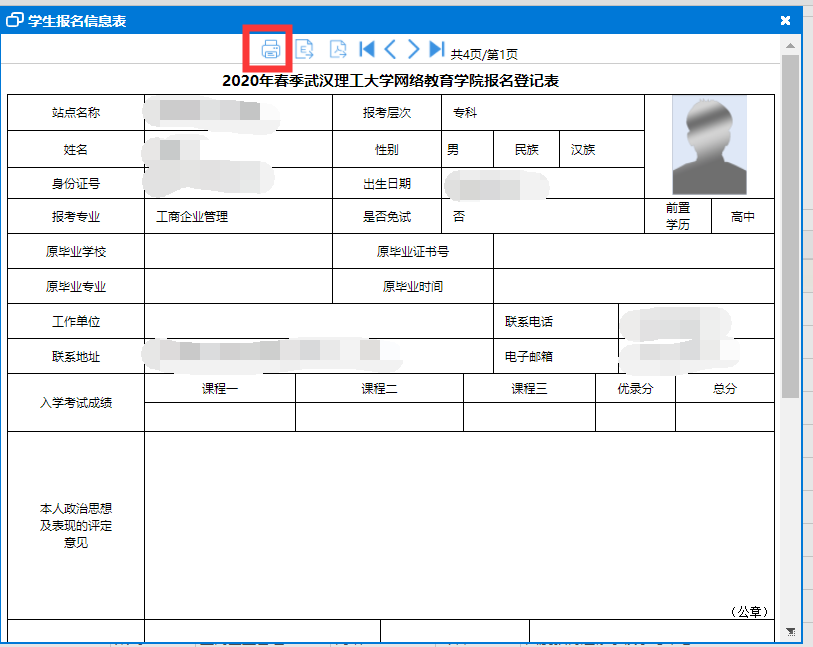 学生报名信息表
共4页/第1页
2020年春季武汉理工大学网络教育学院报名登记表
站点名称 报考层次 专科
姓名 性别 男 民族 汉族
身份证号 出生日期
报考专业 工商企业管理 是否免试 否 前置学历 高中
原毕业学校 原毕业证书号
原毕业专业 原毕业时间
工作单位 联系电话
联系地址 电子邮箱
入学考试成绩 课程一 课程二 课程三 优录分 总分
本人政治思想
及表现的评定
意见
（公章）